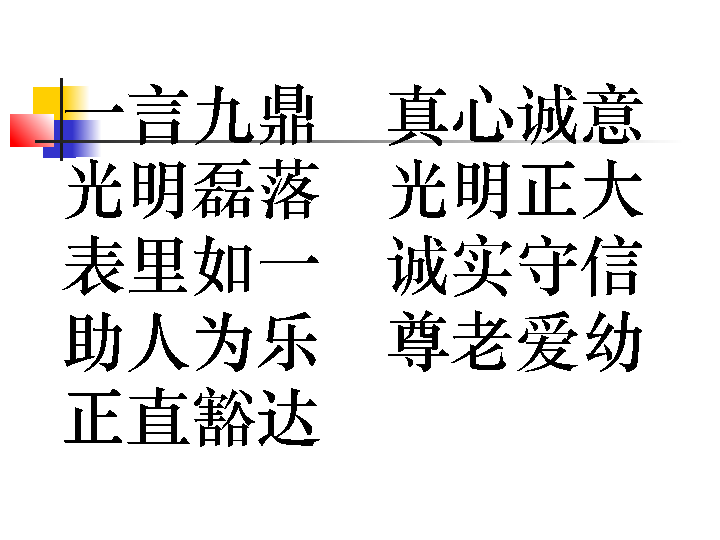 一言九鼎　真心诚意
光明磊落　光明正大
表里如一　诚实守信
助人为乐　尊老爱幼
正直豁达